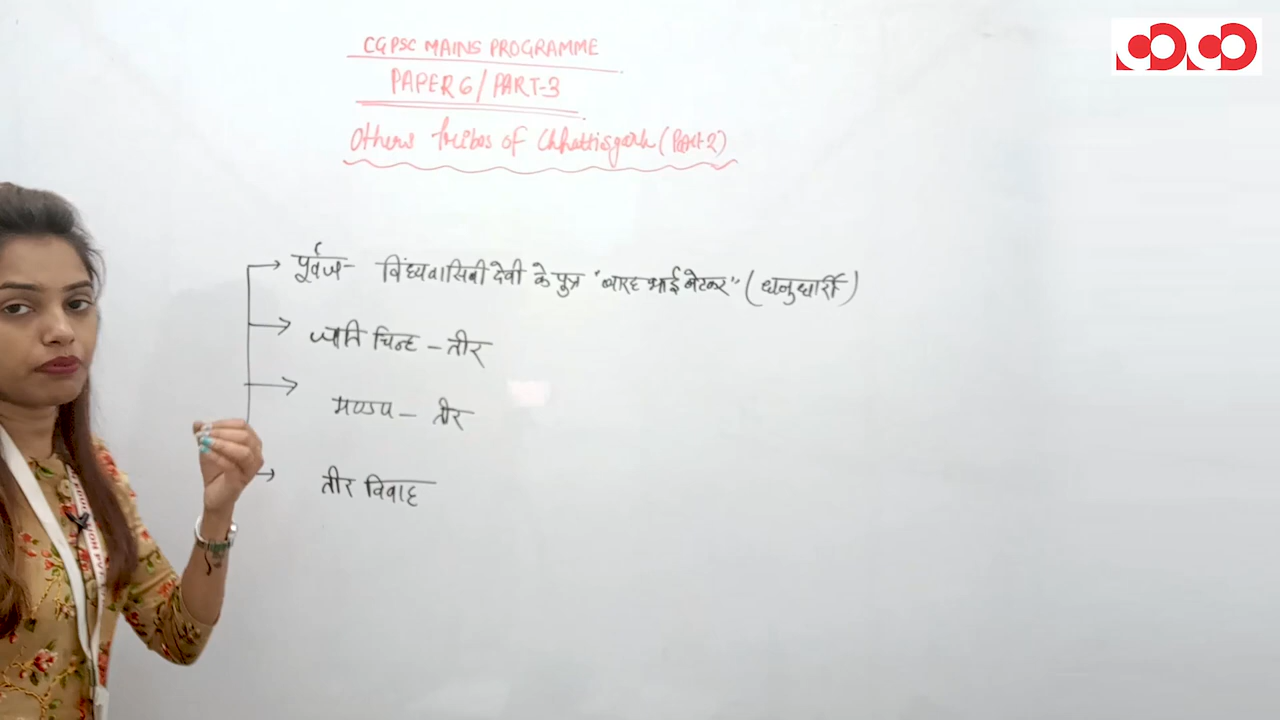 CGPSC MAINS PROGRAMME
PAPER 6 / PART-3
Others Tribes of Chhattisgarh (Part 2)
पूर्वज - विंध्यवासिनी देवी के पुत्र "बारह भाई बेटकर" (धनुर्धारी)
जाति चिन्ह - तीर
मण्डप - तीर
तीर विवाह